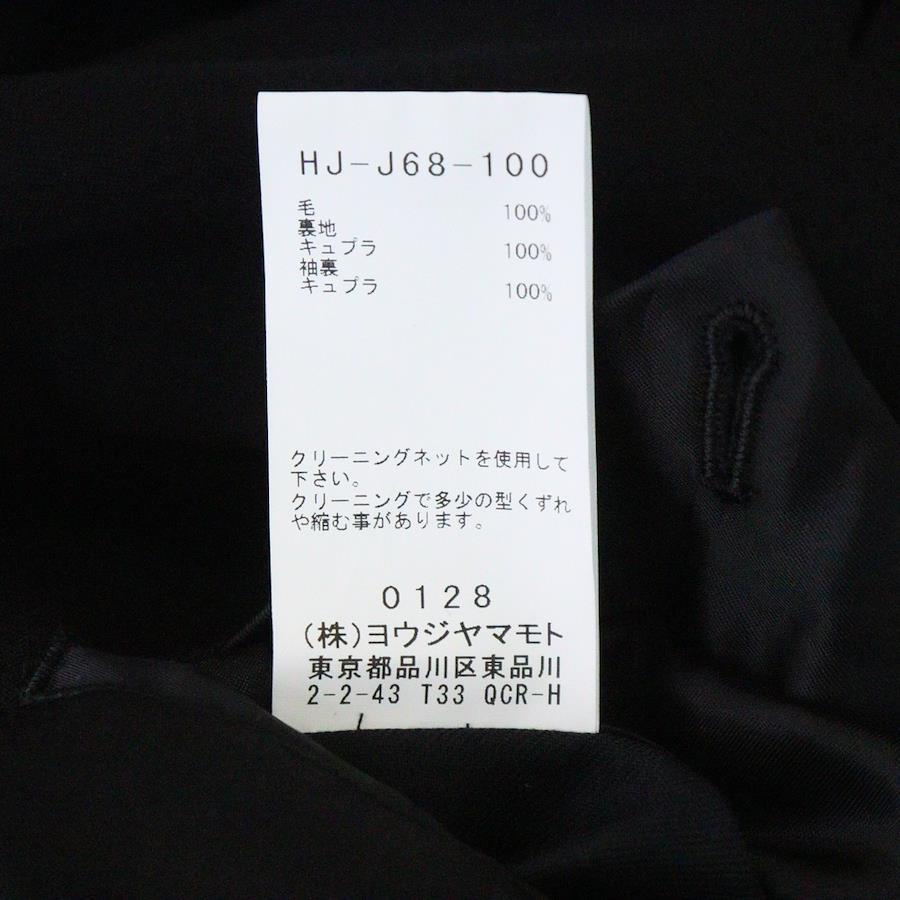 HJ-J68-100
毛 100%
裏地
キュプラ 100%
袖裏
キュプラ 100%
クリーニングネットを使用して
下さい。
クリーニングで多少の型くずれ
や縮む事があります。
0128
(株)ヨウジヤマモト
東京都品川区東品川
2-2-43 T33 QCR-H